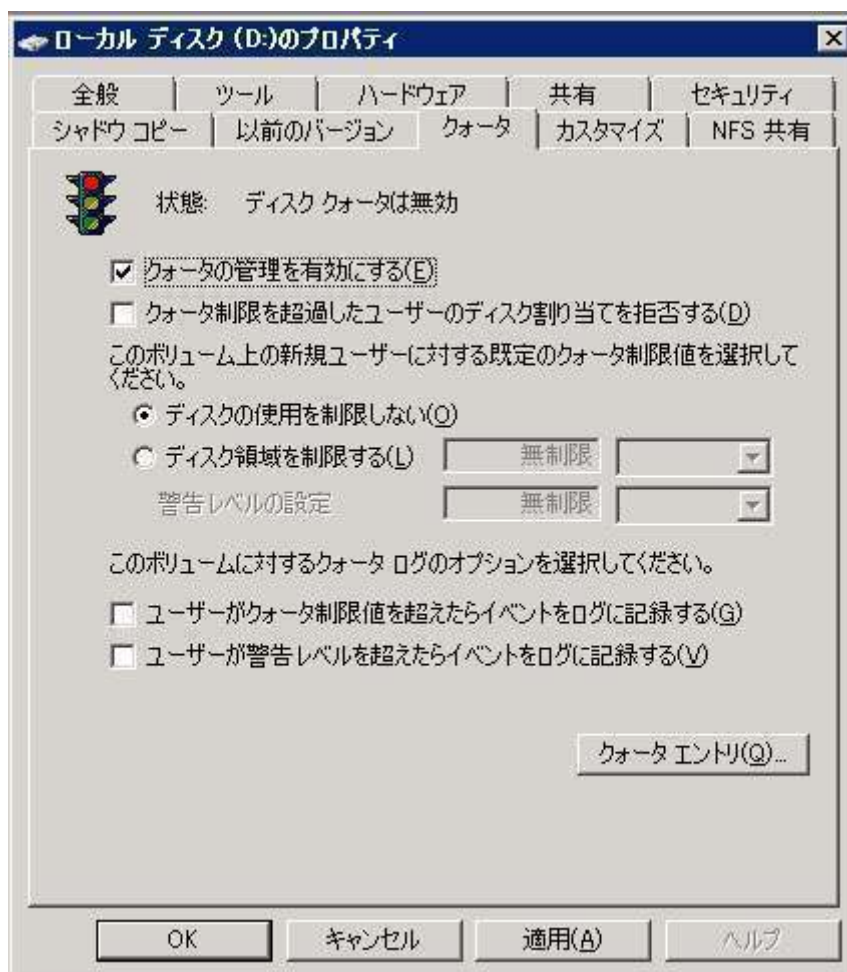 ローカル ディスク (D:)のプロパティ
全般 ツール ハードウェア 共有 セキュリティ
シャドウ コピー 以前のバージョン クォータ カスタマイズ NFS 共有
状態: ディスク クォータは無効
クォータの管理を有効にする(E)
クォータ制限を超過したユーザーのディスク割り当てを拒否する(D)
このボリューム上の新規ユーザーに対する既定のクォータ制限値を選択して
ください。
ディスクの使用を制限しない(O)
ディスク領域を制限する(L) 無制限
警告レベルの設定 無制限
このボリュームに対するクォータ ログのオプションを選択してください。
ユーザーがクォータ制限値を超えたらイベントをログに記録する(G)
ユーザーが警告レベルを超えたらイベントをログに記録する(V)
クォータ エントリ(Q)...
OK キャンセル 適用(A) ヘルプ